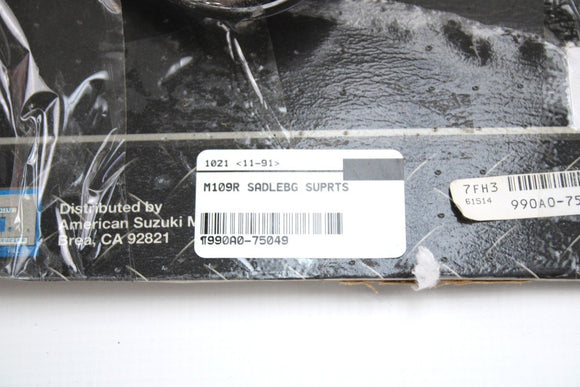 1021 <11-91>
M109R SADLEBG SUPRTS
¶990A0-75049
Distributed by
American Suzuki M
Brea, CA 92821
7FH3
61S14
990A0-75